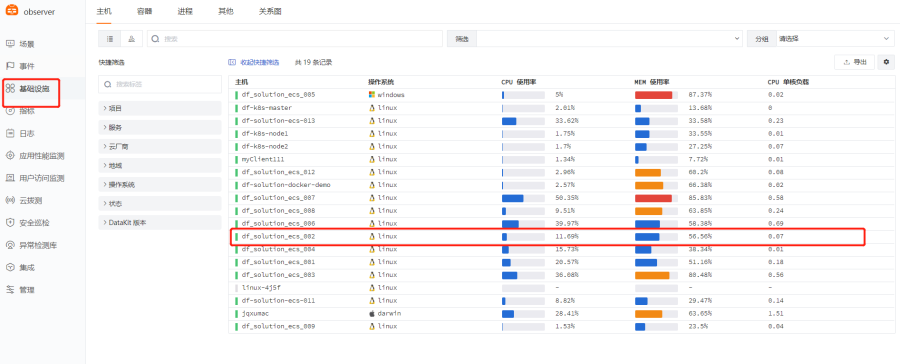 observer
主机 容器 进程 其他 关系图
搜索 筛选 分组 请选择
场景
事件
基础设施
指标
日志
应用性能监测
用户访问监测
云拨测
安全巡检
异常检测库
集成
管理
快捷筛选
收起快捷筛选 共 19 条记录 导出
搜索标签
项目
服务
云厂商
地域
操作系统
状态
DataKit 版本
主机 操作系统 CPU 使用率 MEM 使用率 CPU 单核负载
df_solution_ecs_005 windows 5% 87.37% 0.02
df-k8s-master linux 2.01% 13.68% 0
df-solution-ecs-013 linux 33.62% 33.58% 0.23
df-k8s-node1 linux 1.75% 33.55% 0.01
df-k8s-node2 linux 1.7% 27.25% 0.07
myClient111 linux 1.34% 7.72% 0.01
df_solution_ecs_012 linux 2.96% 60.2% 0.08
df-solution-docker-demo linux 2.57% 66.38% 0.02
df_solution_ecs_007 linux 50.35% 85.83% 0.58
df_solution_ecs_008 linux 9.51% 63.85% 0.24
df_solution_ecs_006 linux 39.97% 58.38% 0.69
df_solution_ecs_002 linux 11.69% 56.56% 0.07
df_solution_ecs_004 linux 15.73% 38.34% 0.01
df_solution_ecs_001 linux 20.57% 51.16% 0.18
df_solution_ecs_003 linux 36.08% 80.48% 0.56
linux-4j5f linux - - -
df-solution-ecs-011 linux 8.82% 29.47% 0.14
jqxumac darwin 28.41% 63.65% 1.51
df_solution_ecs_009 linux 1.53% 23.5% 0.04